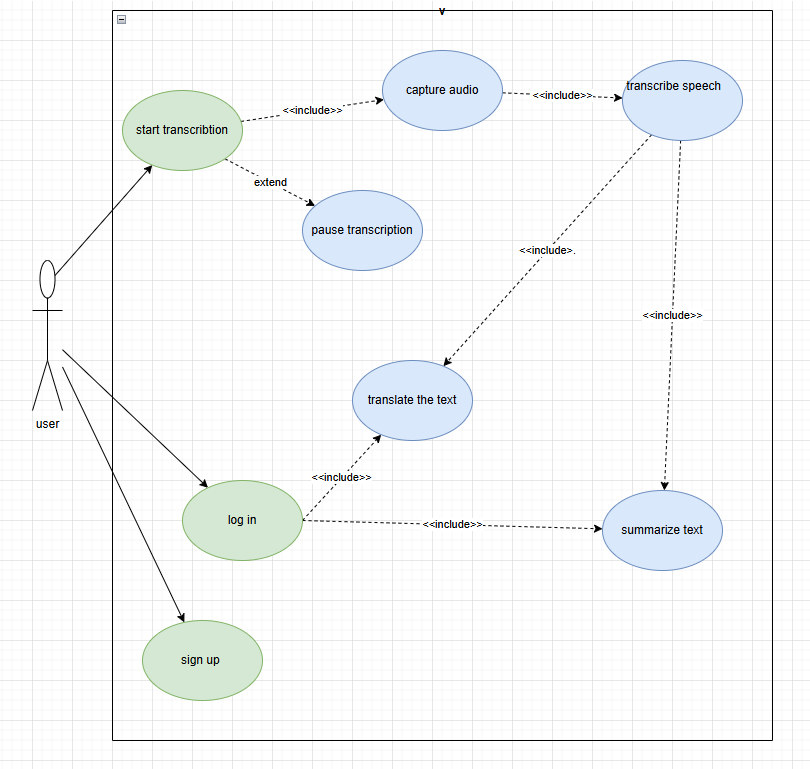 v
capture audio
transcribe speech
<<include>>
<<include>>
start transcribtion
extend
pause transcription
<<include>.
<<include>>
translate the text
user
<<include>>
log in
<<include>>
summarize text
sign up